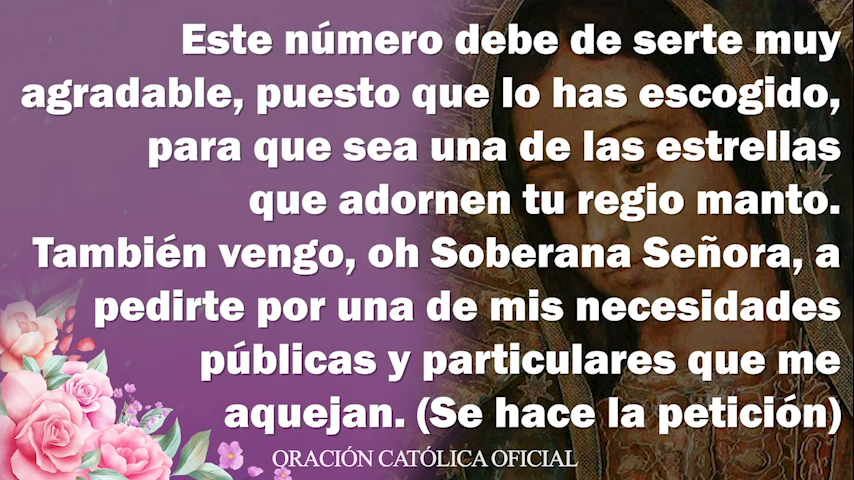 Este número debe de serte muy
agradable, puesto que lo has escogido,
para que sea una de las estrellas
que adornen tu regio manto.
También vengo, oh Soberana Señora, a
pedirte por una de mis necesidades
públicas y particulares que me
aquejan. (Se hace la petición)
ORACIÓN CATÓLICA OFICIAL